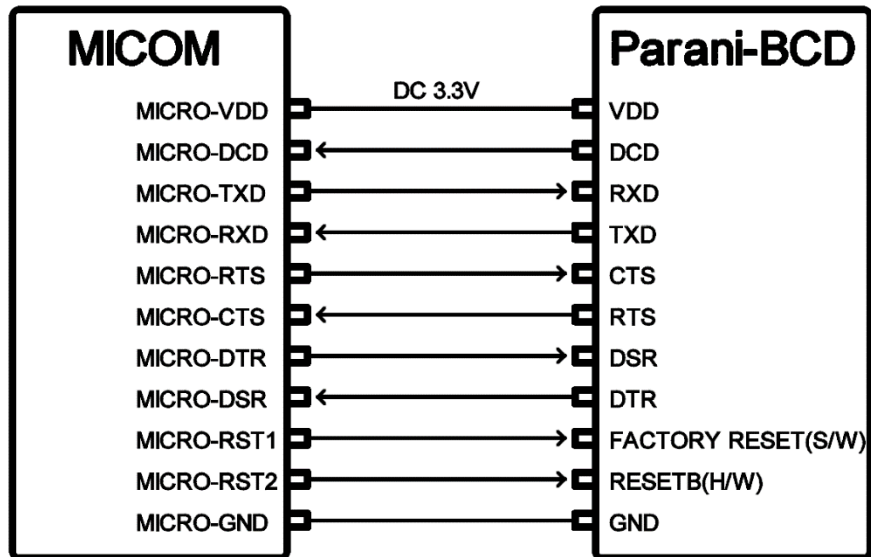 MICOM
Parani-BCD
DC 3.3V
MICRO-VDD
VDD
MICRO-DCD
DCD
MICRO-TXD
RXD
MICRO-RXD
TXD
MICRO-RTS
CTS
MICRO-CTS
RTS
MICRO-DTR
DSR
MICRO-DSR
DTR
MICRO-RST1
FACTORY RESET(S/W)
MICRO-RST2
RESETB(H/W)
MICRO-GND
GND